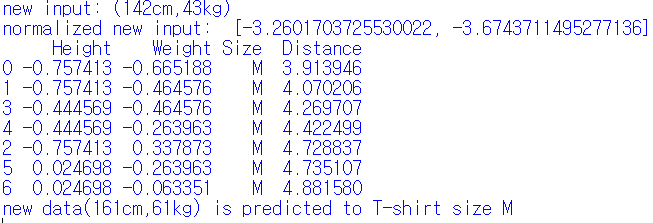 new input: (142cm,43kg)
normalized new input:  [-3.2601703725530022, -3.6743711495277136]
Height Weight Size Distance
0 -0.757413 -0.665188 M 3.913946
1 -0.757413 -0.464576 M 4.070206
3 -0.444569 -0.464576 M 4.269707
4 -0.444569 -0.263963 M 4.422499
2 -0.757413 0.337873 M 4.728837
5 0.024698 -0.263963 M 4.735107
6 0.024698 -0.063351 M 4.881580
new data(161cm,61kg) is predicted to T-shirt size M